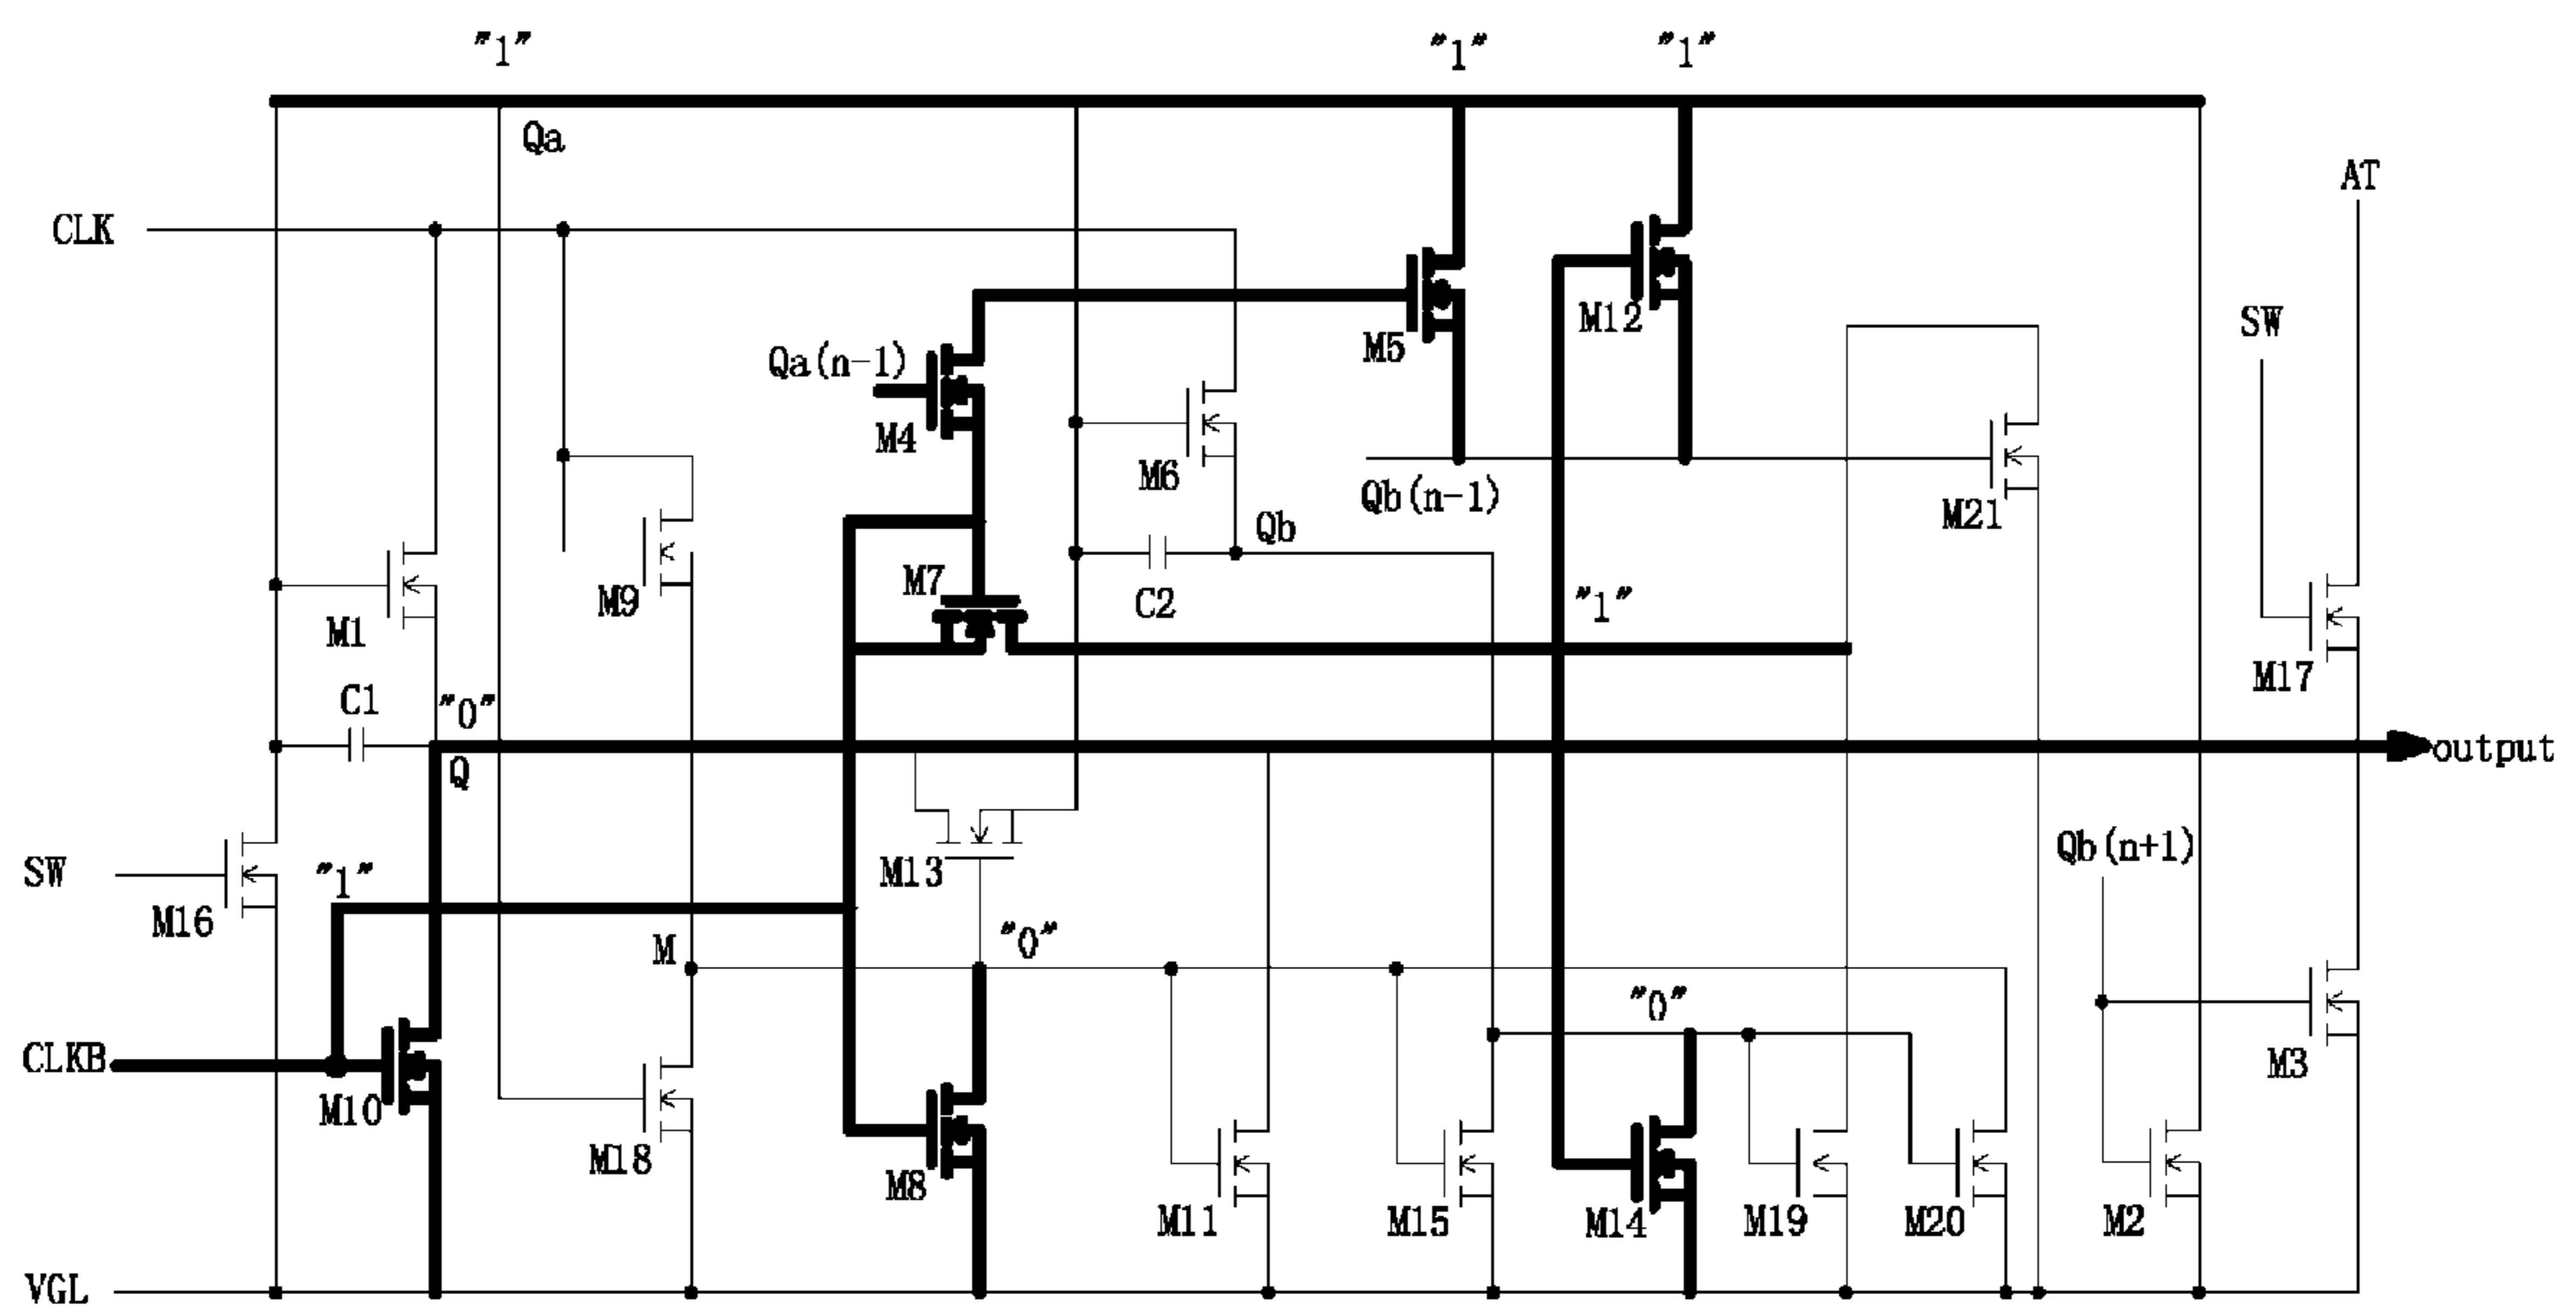 "1" "1" "1"
Qa
AT
CLK
SW
M12
M5
Qa(n-1)
M4
M6
Qb(n-1)
M21
Qb
M7
M9
C2
"1"
M1
M17
C1
"0"
Q
output
Qb(n+1)
M13
SW
"1"
M16
M
"0"
"0"
CLKB
M3
M10
M18
M8
M11
M15
M14
M19
M20
M2
VGL